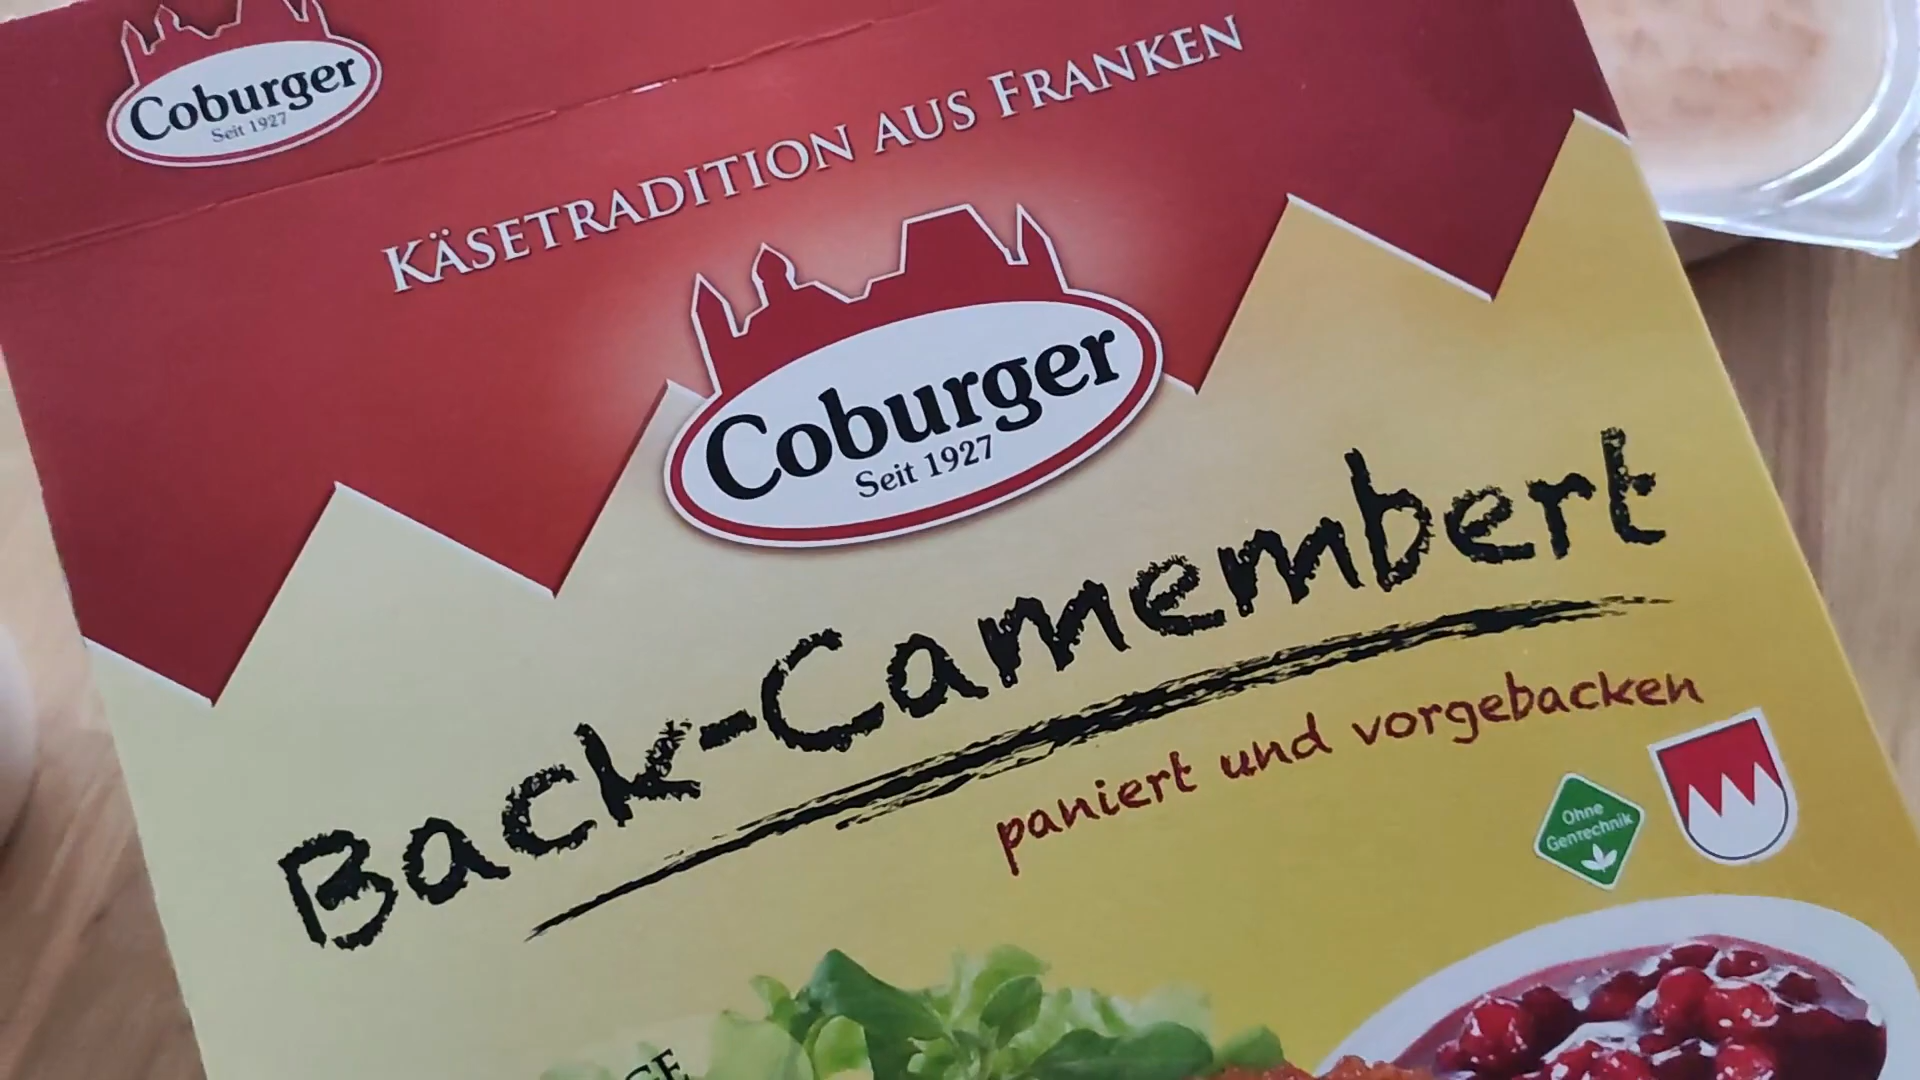 Coburger
Seit 1927
KÄSETRADITION AUS FRANKEN
Coburger
Seit 1927
Back-Camembert
paniert und vorgebacken
Ohne
Gentechnik